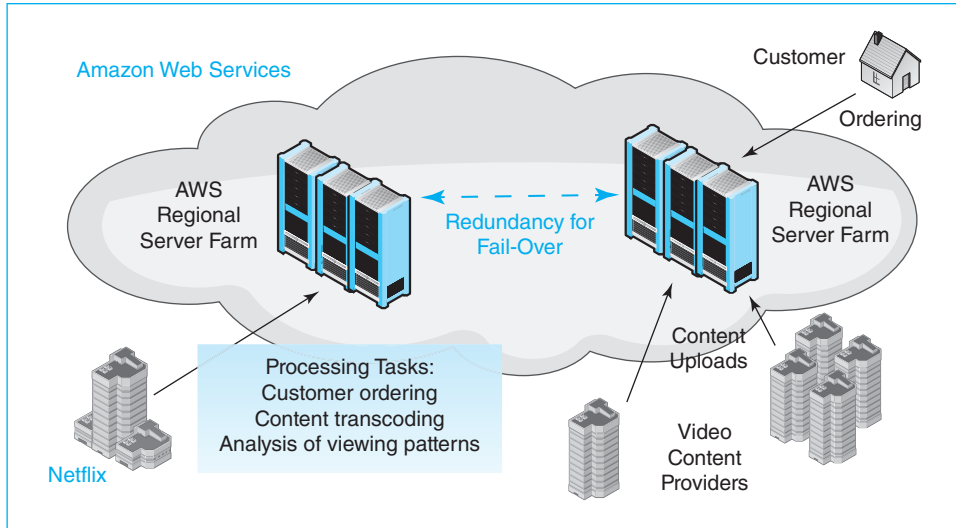 Amazon Web Services
Customer
Ordering
AWS
Regional
Server Farm
Redundancy for
Fail-Over
AWS
Regional
Server Farm
Processing Tasks:
Customer ordering
Content transcoding
Analysis of viewing patterns
Content
Uploads
Netflix
Video
Content
Providers